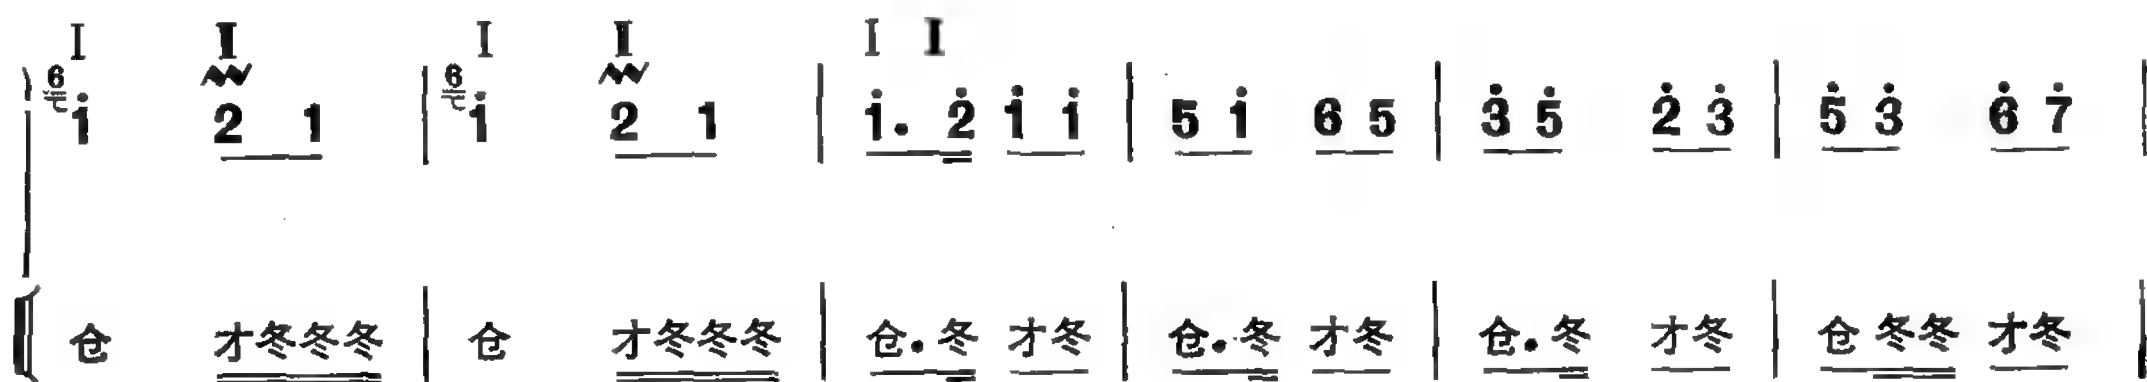 I I I I I I
6 i 2 1 | 6 i 2 1 | i. 2̇ i i | 5 i 6 5 | 3̇ 5̇ 2̇ 3̇ | 5̇ 3̇ 6̇ 7̇ |
仓 才冬冬冬 | 仓 才冬冬冬 | 仓.冬 才冬 | 仓.冬 才冬 | 仓.冬 才冬 | 仓 冬冬 才冬 |